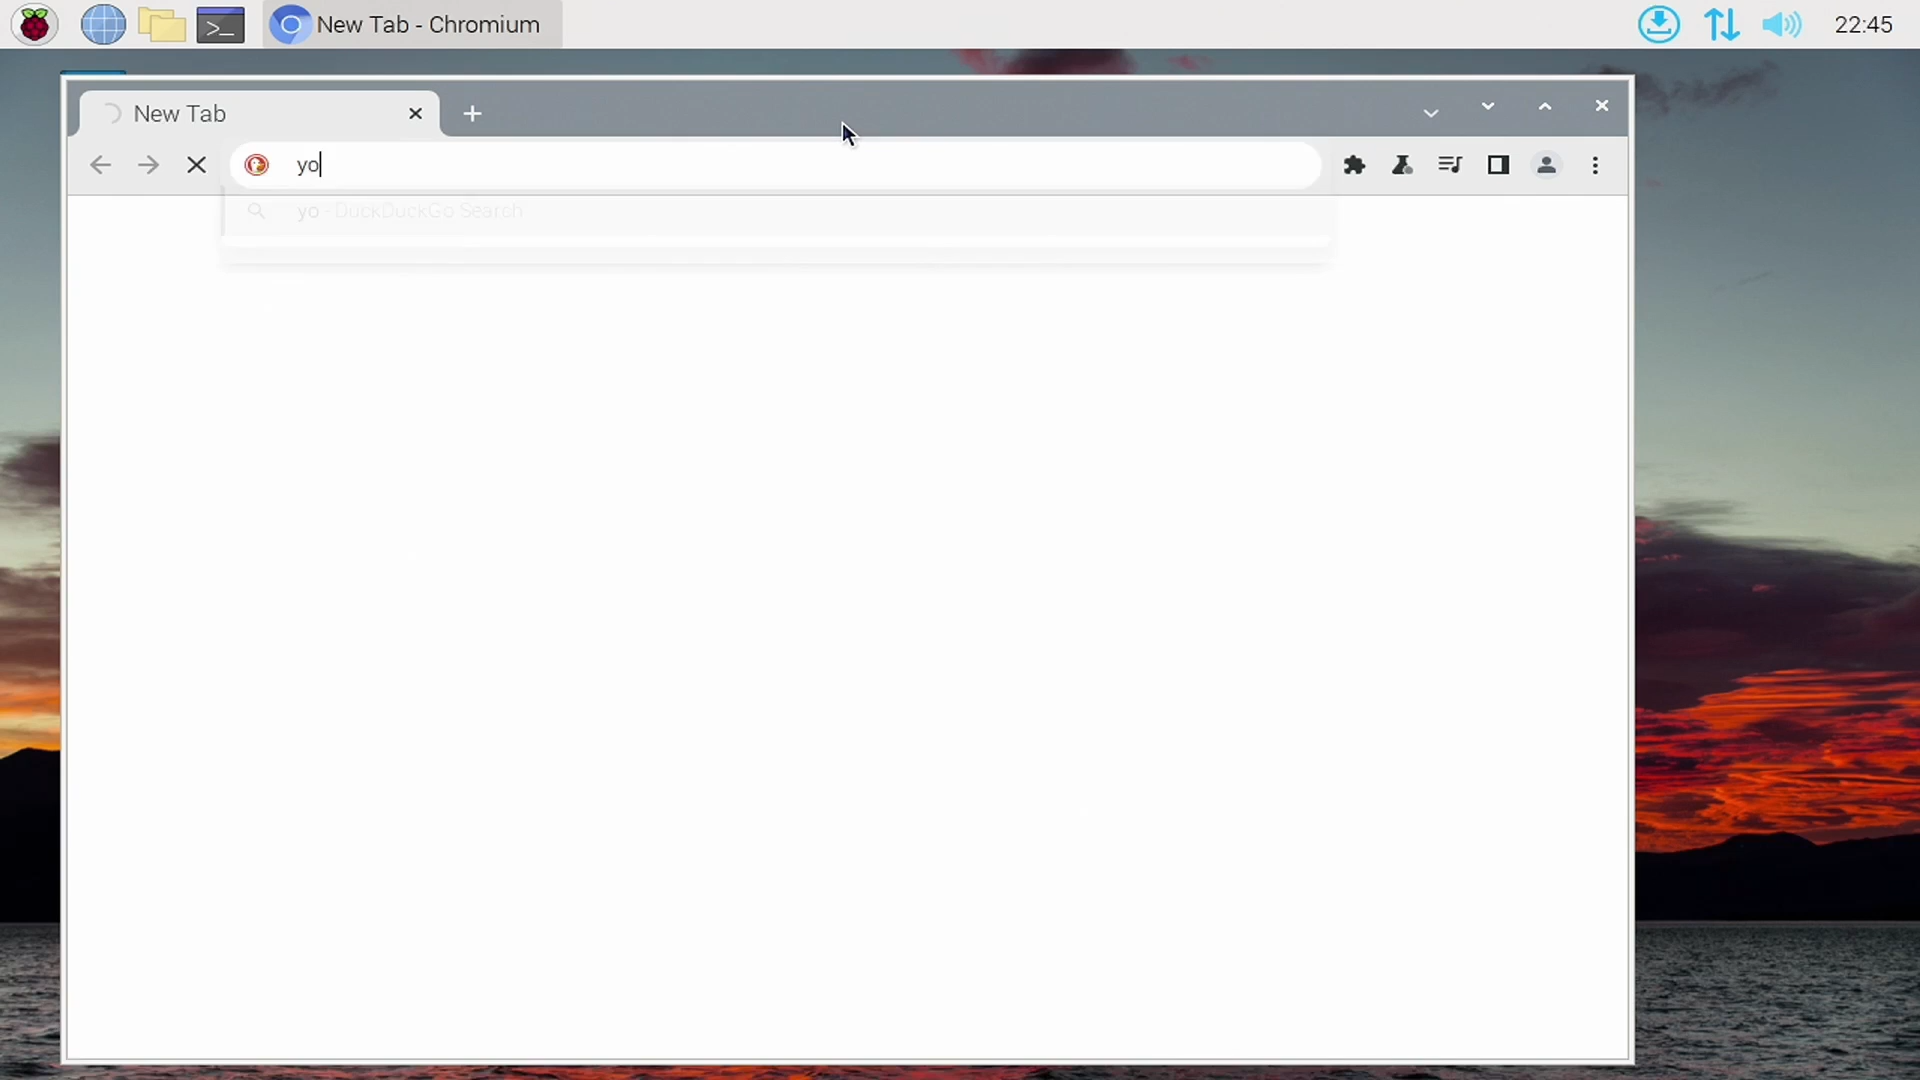 New Tab - Chromium
22:45
New Tab
yo
yo - DuckDuckGo Search